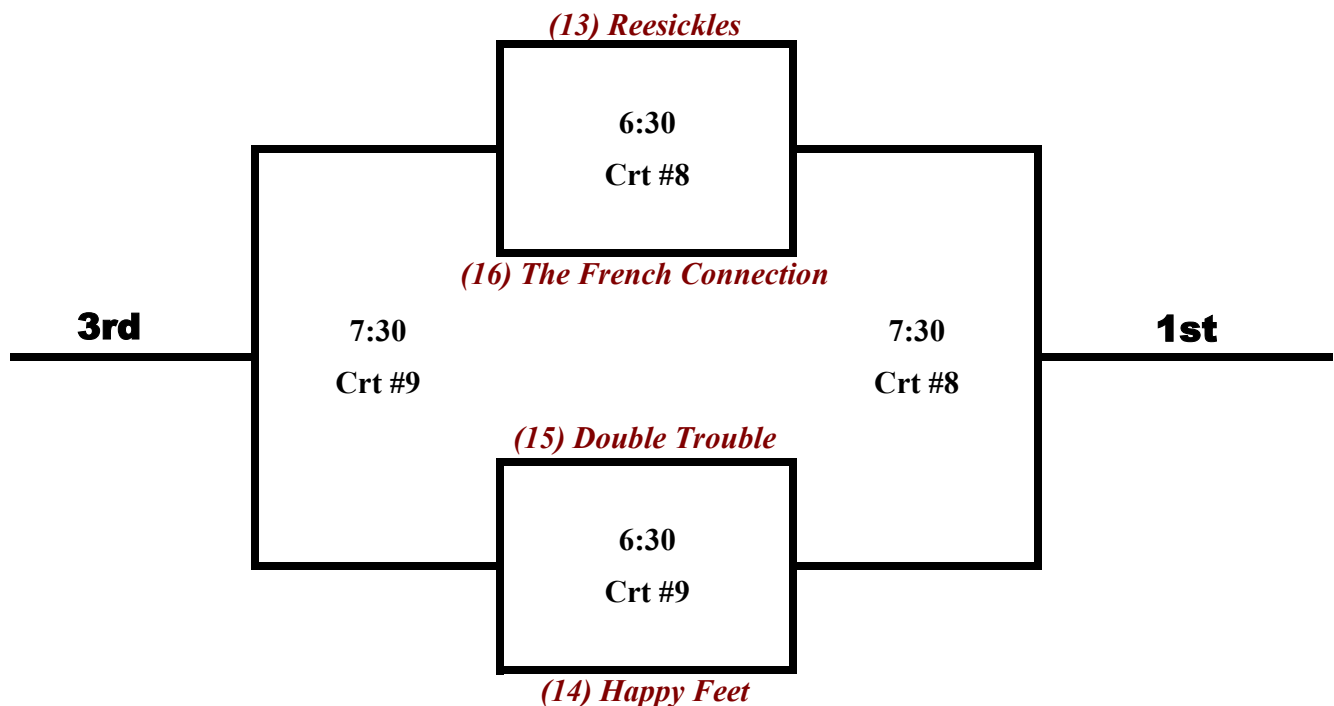 (13) Reesickles
6:30
Crt #8
(16) The French Connection
3rd
7:30
Crt #9
7:30
Crt #8
1st
(15) Double Trouble
6:30
Crt #9
(14) Happy Feet